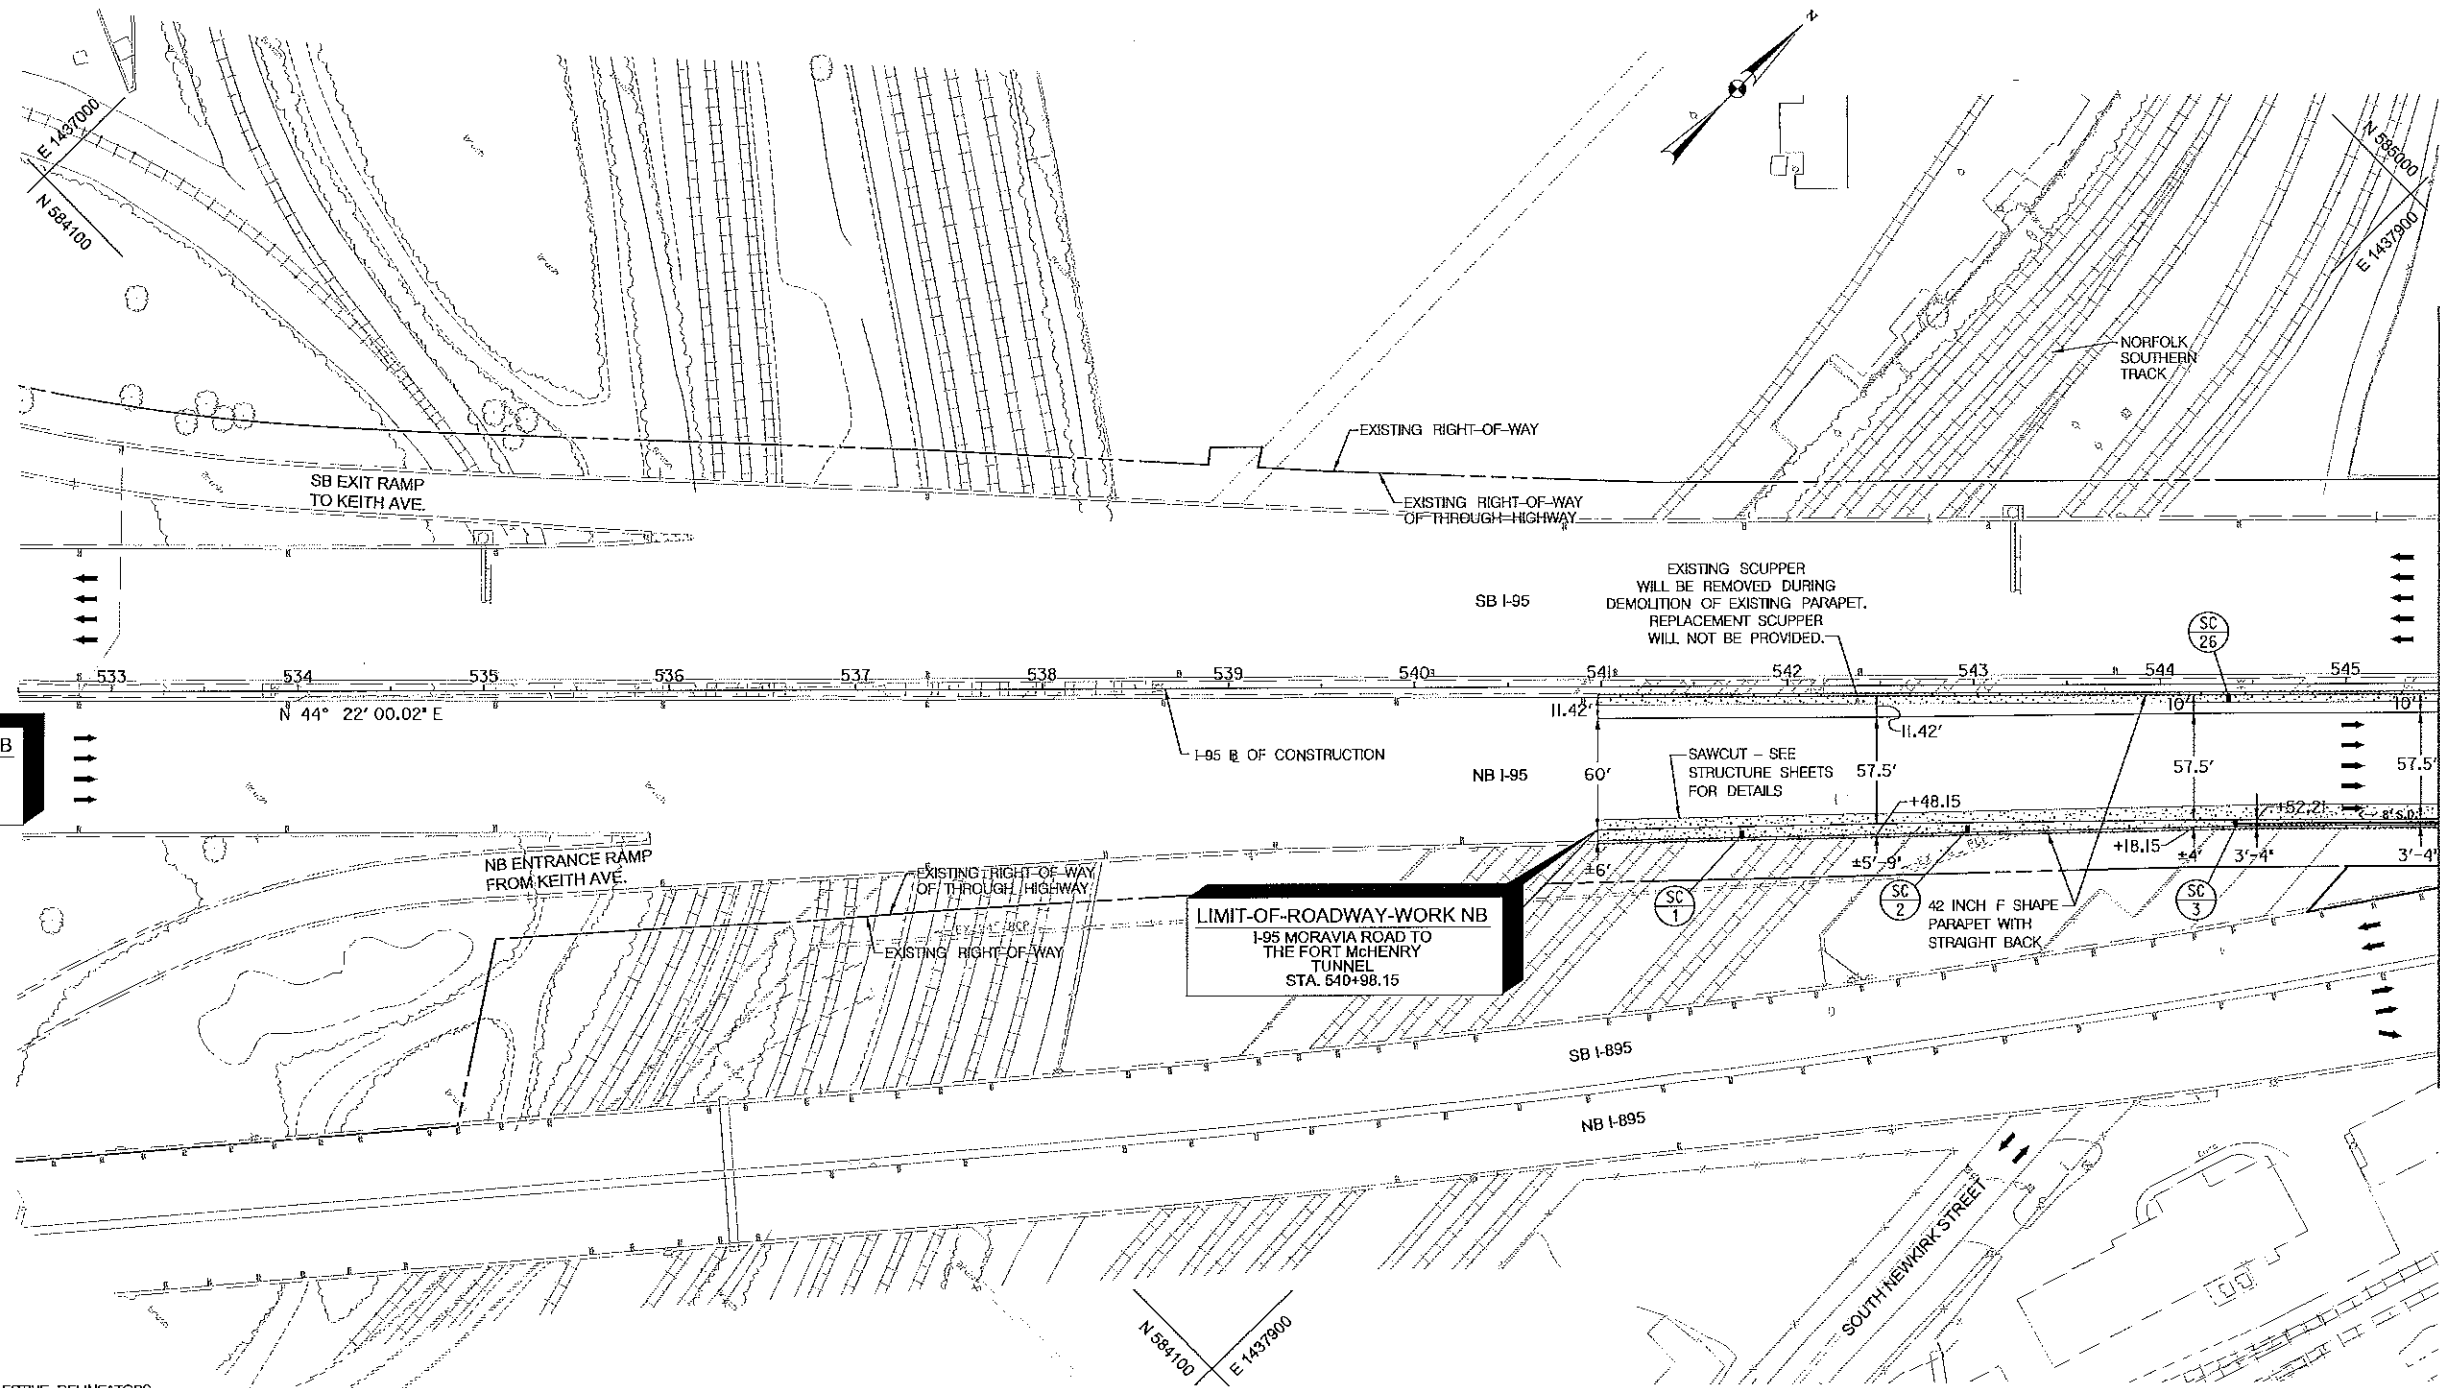 N
E 1437000
N 584100
N 585000
E 1437900
NORFOLK
SOUTHERN
TRACK
EXISTING RIGHT-OF-WAY
EXISTING RIGHT-OF-WAY
OF THROUGH HIGHWAY
SB EXIT RAMP
TO KEITH AVE.
EXISTING SCUPPER
WILL BE REMOVED DURING
DEMOLITION OF EXISTING PARAPET.
REPLACEMENT SCUPPER
WILL NOT BE PROVIDED.
SB I-95
SC
26
533 534 535 536 537 538 539 540 541 542 543 544 545
N 44° 22' 00.02" E
11.42'
11.42'
10'
10'
B
I-95 B OF CONSTRUCTION
NB I-95
60'
SAWCUT - SEE
STRUCTURE SHEETS
FOR DETAILS
57.5'
57.5'
57.5'
+48.15
+52.21
8" S.D.
+18.15
±6'
±5'-9"
±4'
3'-4"
3'-4"
NB ENTRANCE RAMP
FROM KEITH AVE.
EXISTING RIGHT-OF-WAY
OF THROUGH HIGHWAY
EXISTING RIGHT-OF-WAY
SC
1
SC
2
SC
3
42 INCH F SHAPE
PARAPET WITH
STRAIGHT BACK
LIMIT-OF-ROADWAY-WORK NB
I-95 MORAVIA ROAD TO
THE FORT McHENRY
TUNNEL
STA. 540+98.15
SB I-895
NB I-895
SOUTH NEWKIRK STREET
N 584100
E 1437900